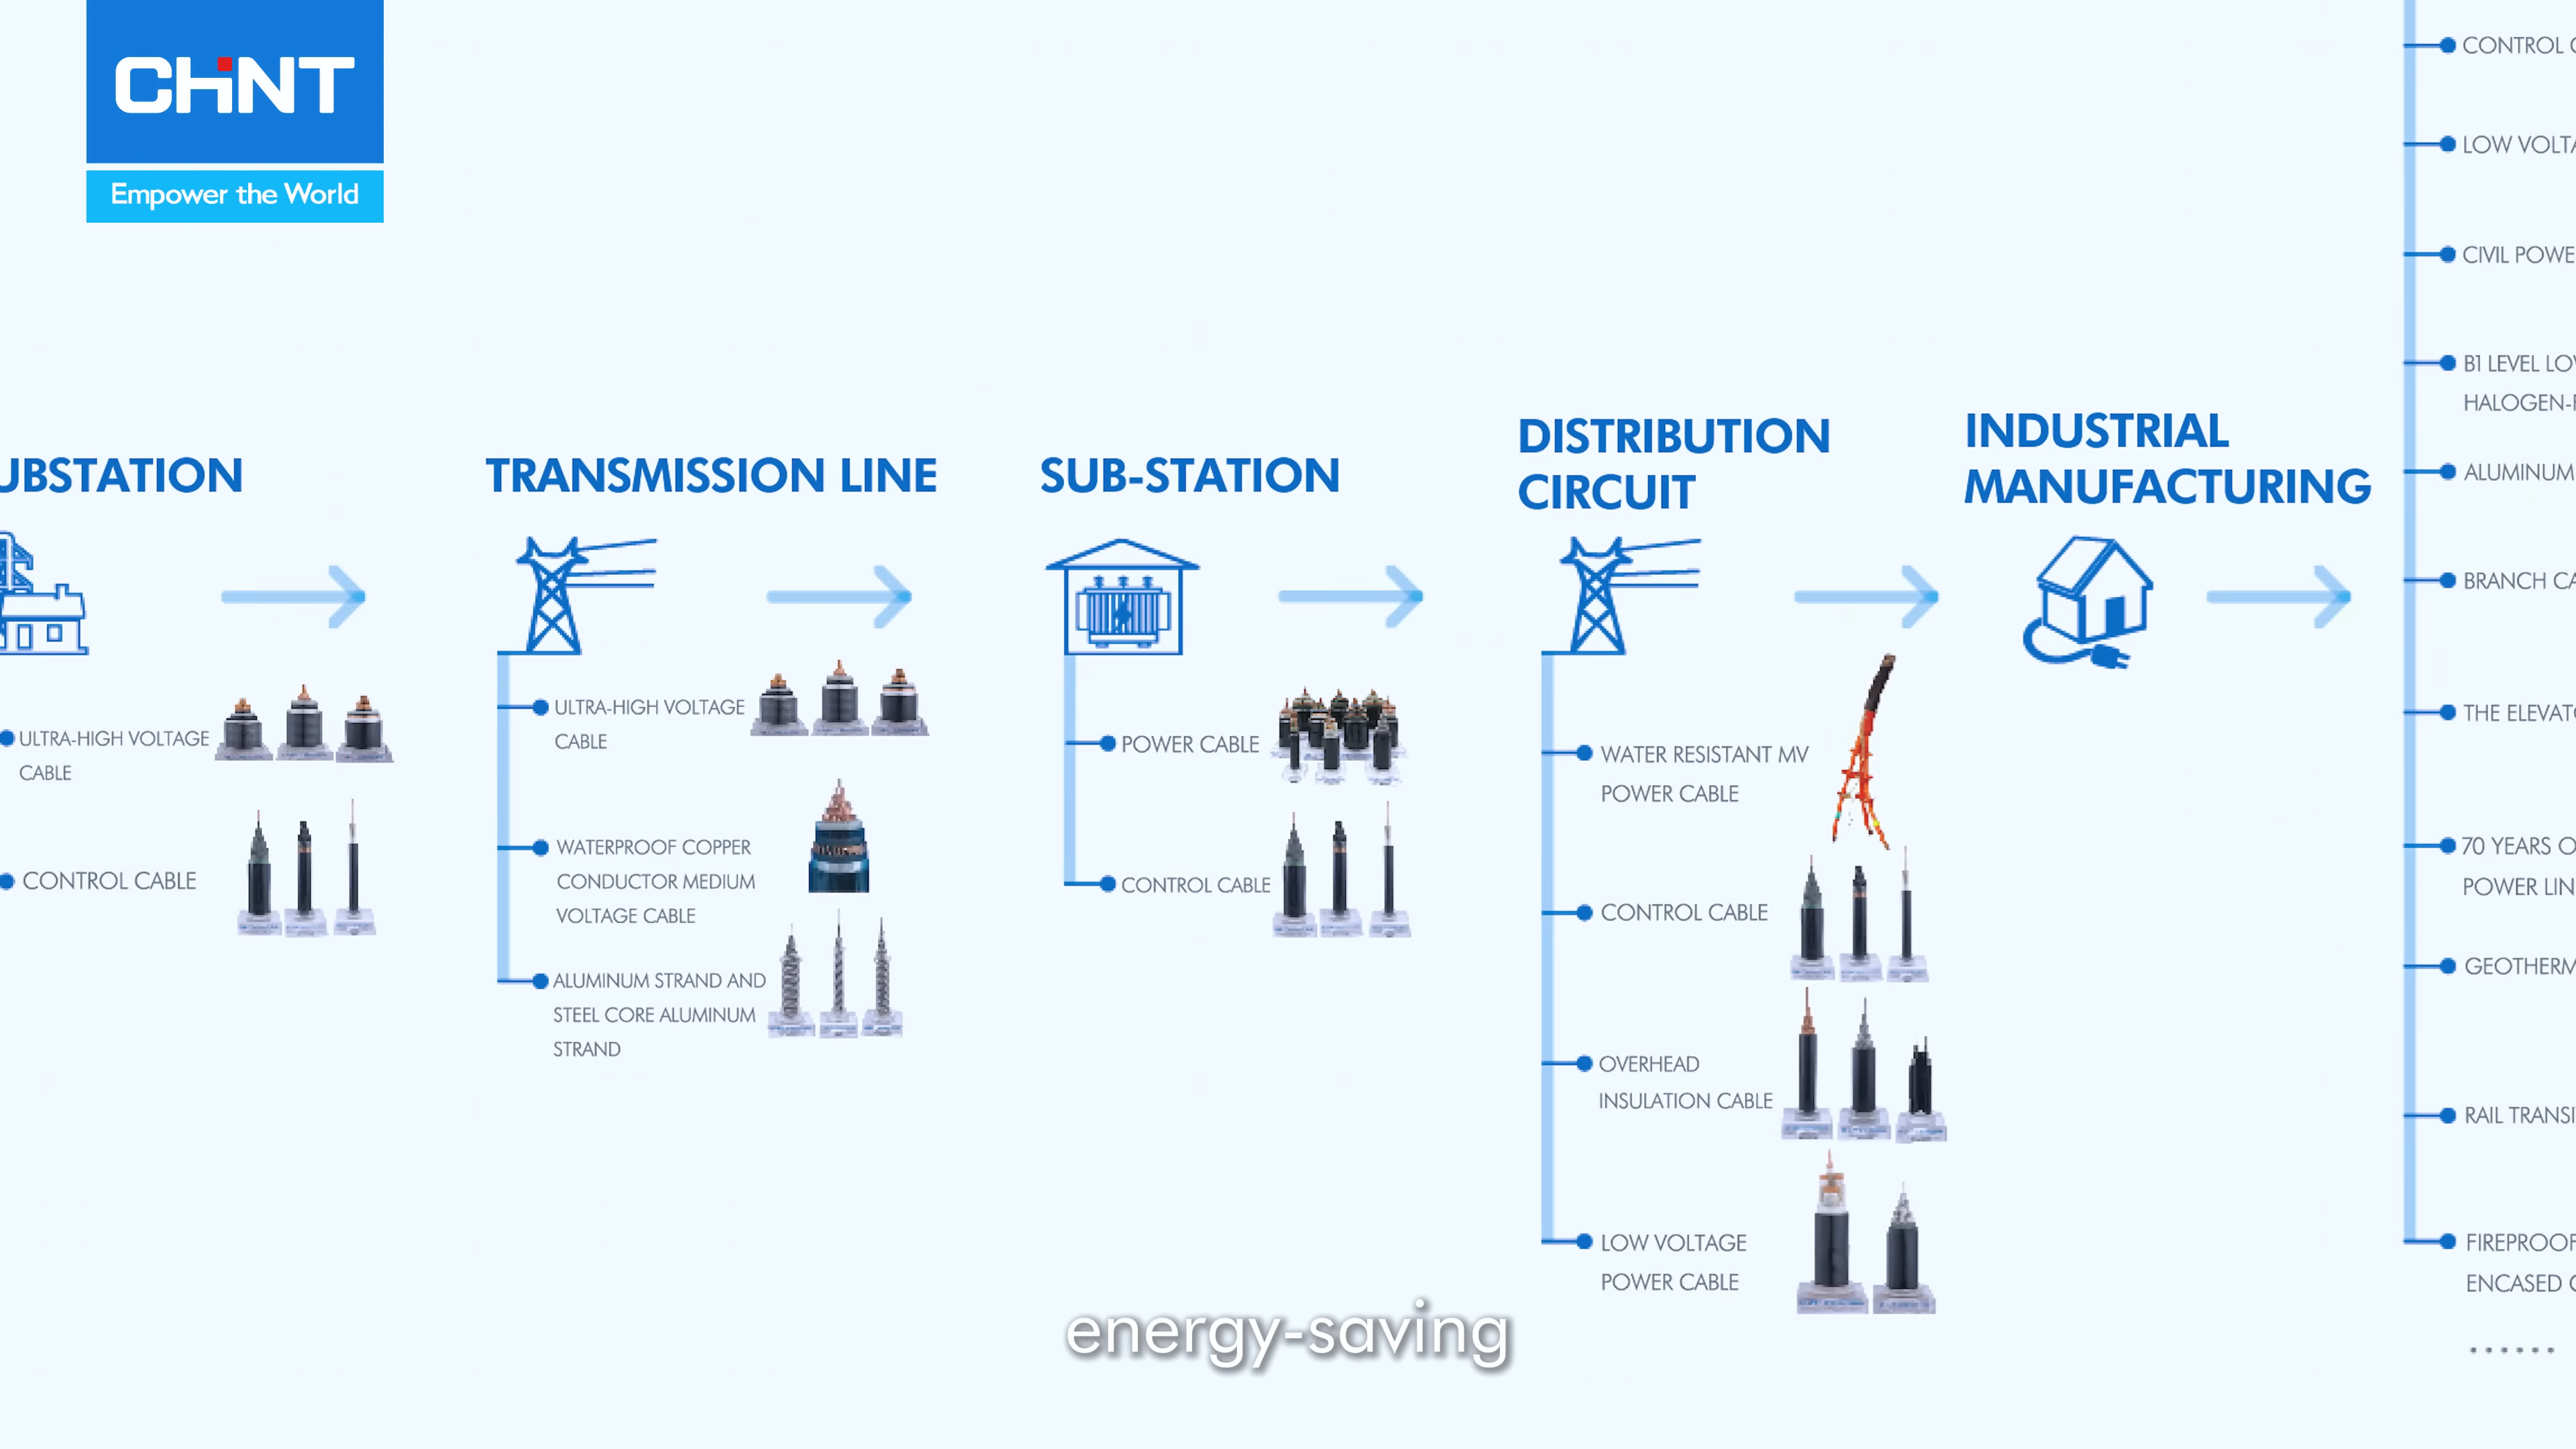 CHNT
Empower the World
UBSTATION
ULTRA-HIGH VOLTAGE
CABLE
CONTROL CABLE
TRANSMISSION LINE
ULTRA-HIGH VOLTAGE
CABLE
WATERPROOF COPPER
CONDUCTOR MEDIUM
VOLTAGE CABLE
ALUMINUM STRAND AND
STEEL CORE ALUMINUM
STRAND
SUB-STATION
POWER CABLE
CONTROL CABLE
DISTRIBUTION
CIRCUIT
WATER RESISTANT MV
POWER CABLE
CONTROL CABLE
OVERHEAD
INSULATION CABLE
LOW VOLTAGE
POWER CABLE
INDUSTRIAL
MANUFACTURING
CONTROL
LOW VOLTA
CIVIL POWE
B1 LEVEL LO
HALOGEN-
ALUMINUM
BRANCH CA
THE ELEVAT
70 YEARS O
POWER LIN
GEOTHERM
RAIL TRANSI
FIREPROOF
ENCASED
......
energy-saving